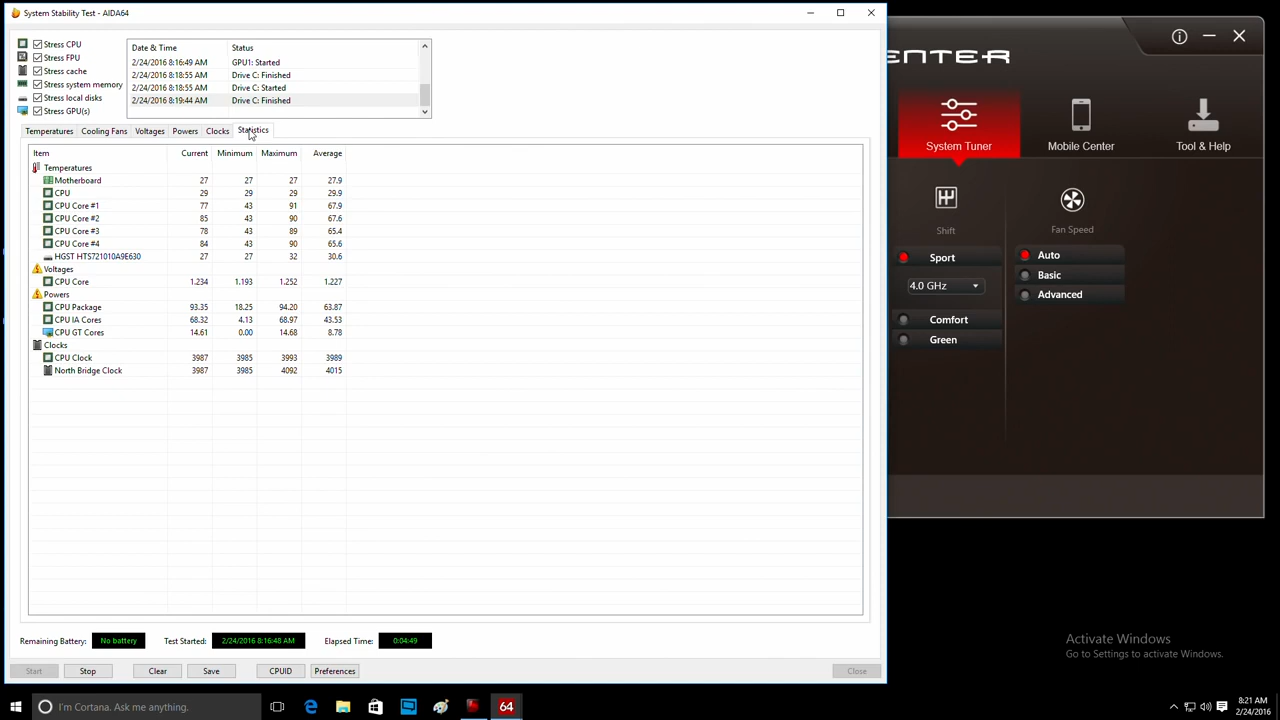 System Stability Test - AIDA64
Stress CPU
Stress FPU
Stress cache
Stress system memory
Stress local disks
Stress GPU(s)
Date & Time Status
2/24/2016 8:16:49 AM GPU1: Started
2/24/2016 8:18:55 AM Drive C: Finished
2/24/2016 8:18:55 AM Drive C: Started
2/24/2016 8:19:44 AM Drive C: Finished
Temperatures Cooling Fans Voltages Powers Clocks Statistics
Item Current Minimum Maximum Average
Temperatures
Motherboard 27 27 27 27.9
CPU 29 29 29 29.9
CPU Core #1 77 43 91 67.9
CPU Core #2 85 43 90 67.6
CPU Core #3 78 43 89 65.4
CPU Core #4 84 43 90 65.6
HGST HTS721010A9E630 27 27 32 30.6
Voltages
CPU Core 1.234 1.193 1.252 1.227
Powers
CPU Package 93.35 18.25 94.20 63.87
CPU IA Cores 68.32 4.13 68.97 43.53
CPU GT Cores 14.61 0.00 14.68 8.78
Clocks
CPU Clock 3987 3985 3993 3989
North Bridge Clock 3987 3985 4092 4015
Remaining Battery: No battery Test Started: 2/24/2016 8:16:48 AM Elapsed Time: 0:04:49
Start Stop Clear Save CPUID Preferences Close
ENTER
System Tuner Mobile Center Tool & Help
Shift Fan Speed
Sport
4.0 GHz
Comfort
Green
Auto
Basic
Advanced
Activate Windows
Go to Settings to activate Windows.
I'm Cortana. Ask me anything.
64
8:21 AM
2/24/2016